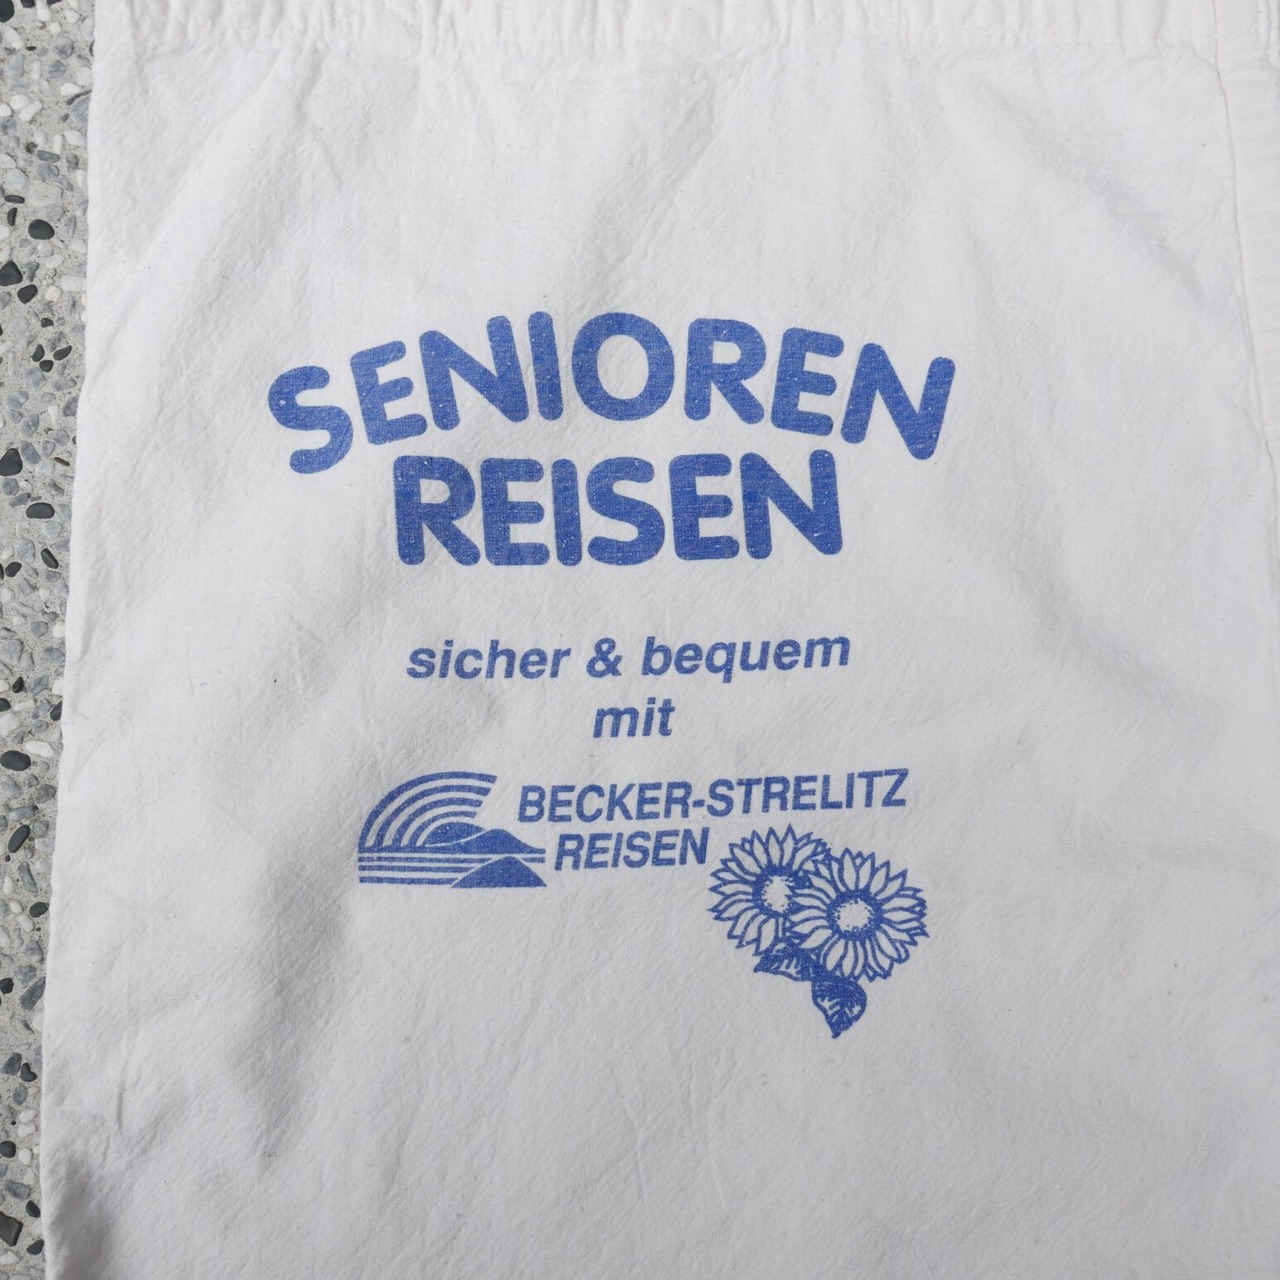 SENIOREN
REISEN
sicher & bequem
mit
BECKER-STRELITZ
REISEN